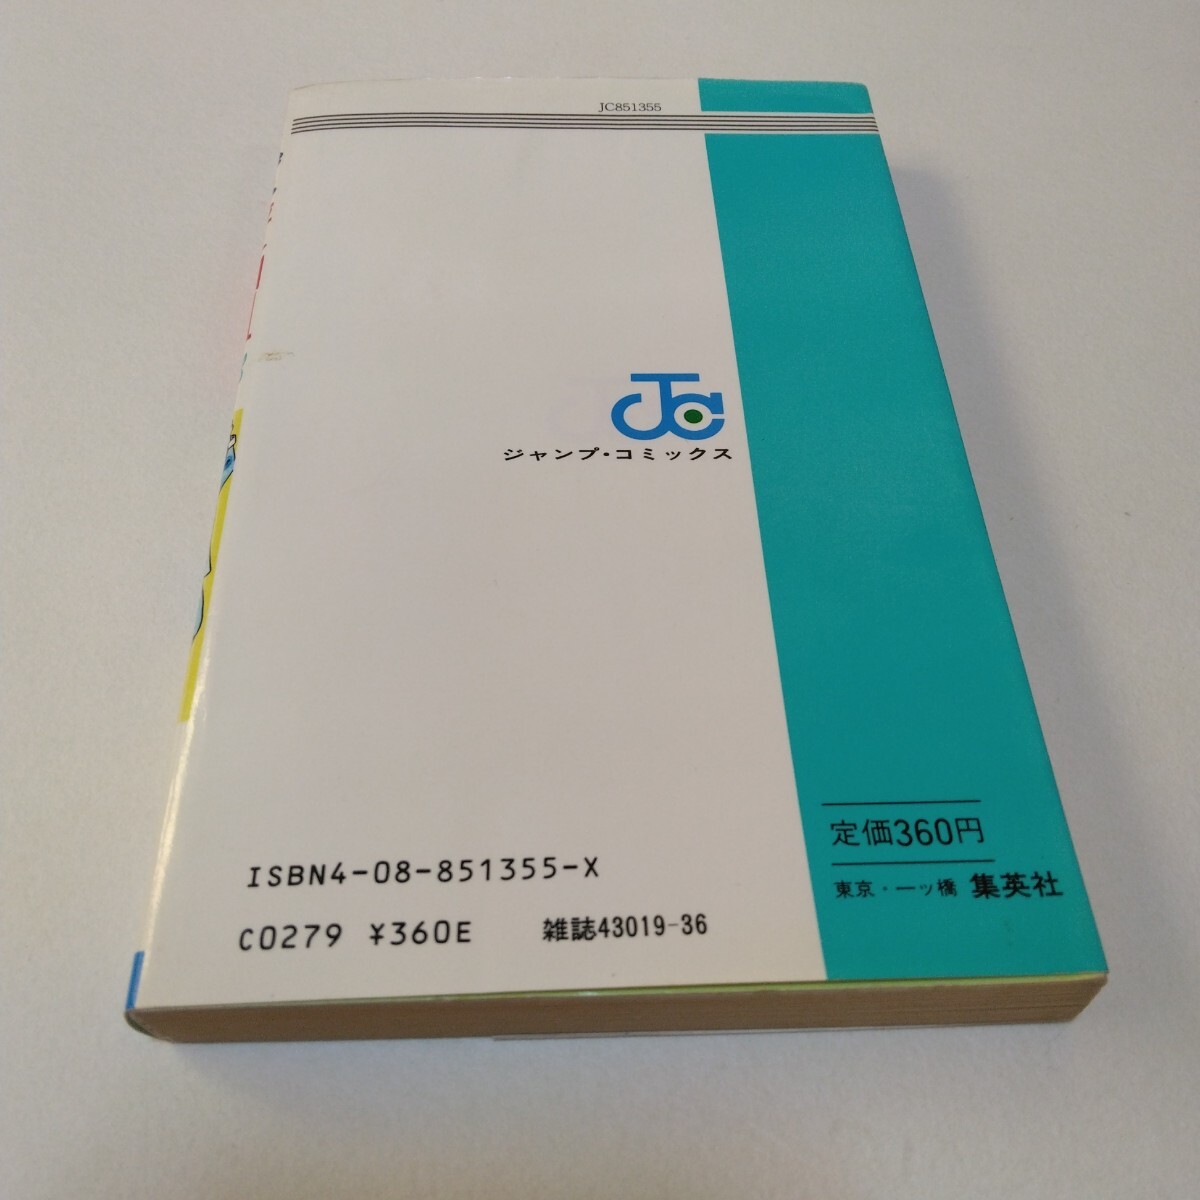 JC851355
JC
ジャンプ・コミックス
定価360円
東京・一ッ橋 集英社
ISBN4-08-851355-X
C0279 ¥360E 雑誌43019-36